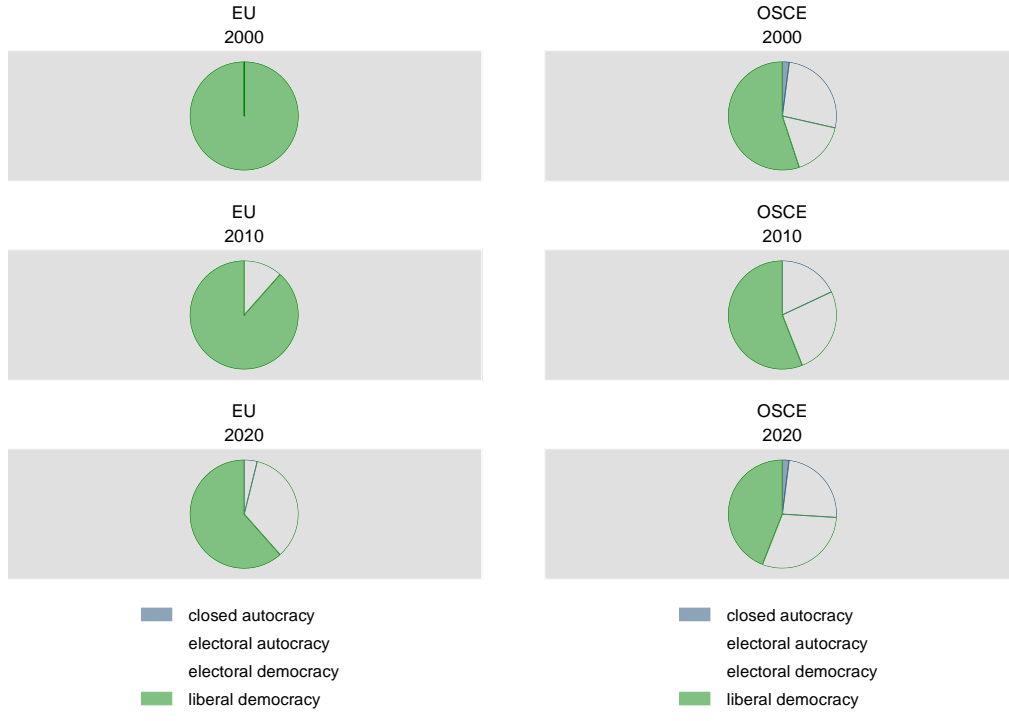 EU
2000
OSCE
2000
EU
2010
OSCE
2010
EU
2020
OSCE
2020
closed autocracy
electoral autocracy
electoral democracy
liberal democracy
closed autocracy
electoral autocracy
electoral democracy
liberal democracy